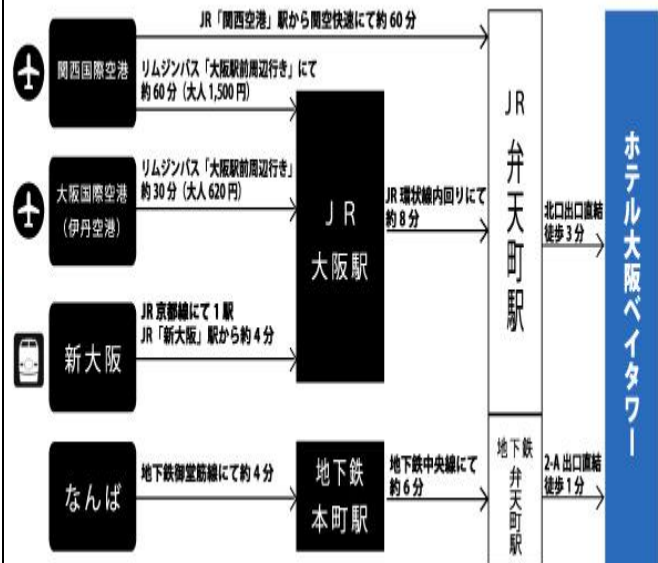 JR「関西空港」駅から関空快速にて約60分
関西国際空港
リムジンバス「大阪駅前周辺行き」にて
約60分（大人1,500円）
大阪国際空港
（伊丹空港）
リムジンバス「大阪駅前周辺行き」
約30分（大人620円）
新大阪
JR 京都線にて1駅
JR「新大阪」駅から約4分
JR
大阪駅
JR 環状線内回りにて
約8分
JR
弁天町駅
北口出口直結
徒歩3分
なんば
地下鉄御堂筋線にて約4分
地下鉄
本町駅
地下鉄中央線にて
約6分
地下鉄
弁天町駅
2-A 出口直結
徒歩1分
ホテル大阪ベイタワー